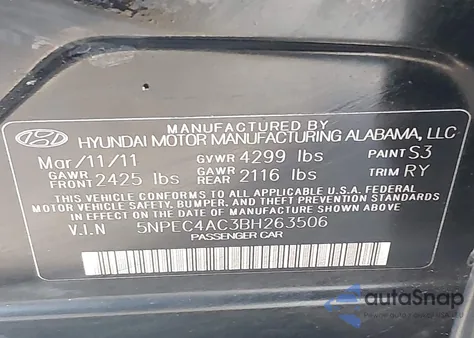 MANUFACTURED BY
HYUNDAI MOTOR MANUFACTURING ALABAMA, LLC
Mar/11/11 GVWR 4299 lbs PAINT S3
GAWR FRONT 2425 lbs GAWR REAR 2116 lbs TRIM RY
THIS VEHICLE CONFORMS TO ALL APPLICABLE U.S.A. FEDERAL
MOTOR VEHICLE SAFETY, BUMPER, AND THEFT PREVENTION STANDARDS
IN EFFECT ON THE DATE OF MANUFACTURE SHOWN ABOVE.
V.I.N 5NPEC4AC3BH263506
PASSENGER CAR
autoSnap